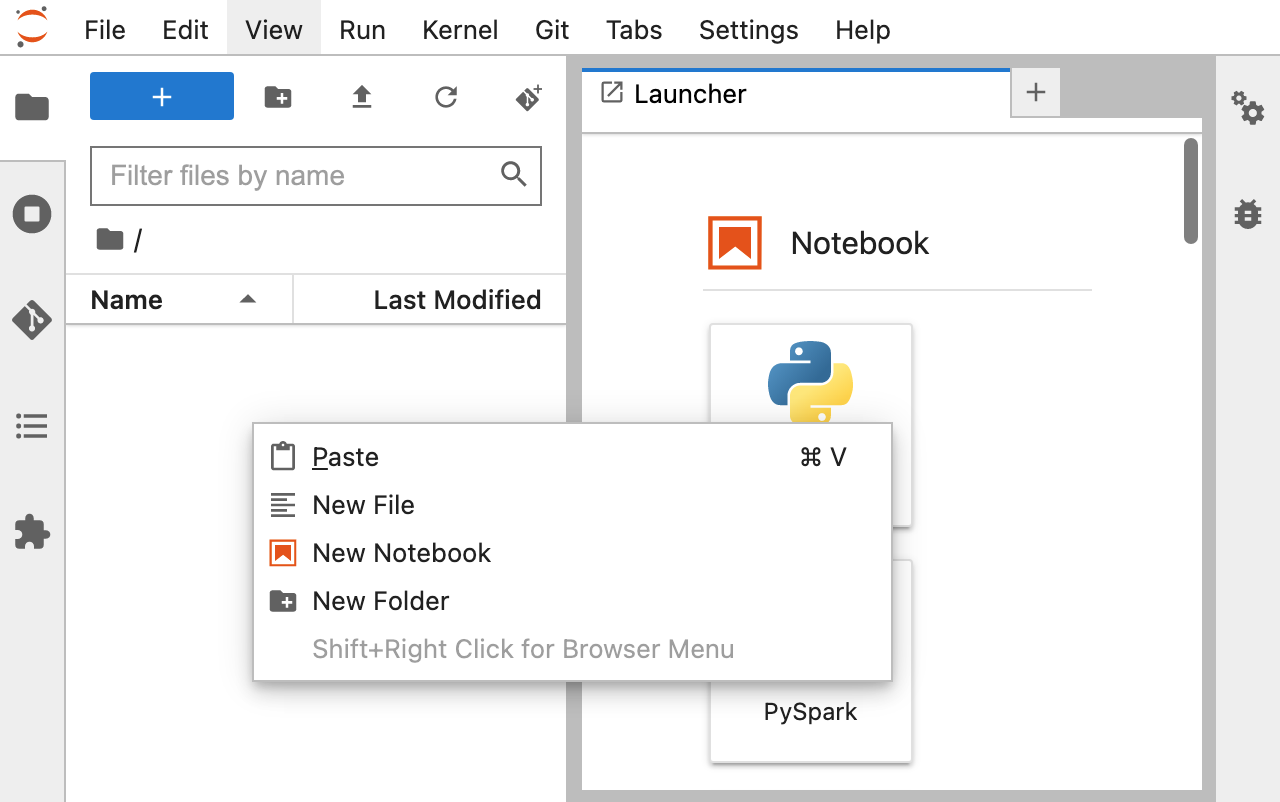 File Edit View Run Kernel Git Tabs Settings Help
Launcher
Filter files by name
/
Name Last Modified
Notebook
Paste ⌘ V
New File
New Notebook
New Folder
Shift+Right Click for Browser Menu
PySpark